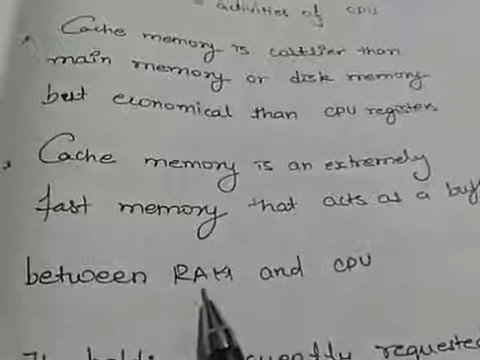 = activities of CPU
Cache memory is costlier than
main memory or disk memory
but economical than CPU registers
Cache memory is an extremely
fast memory that acts as a buf
between RAM and CPU
requested